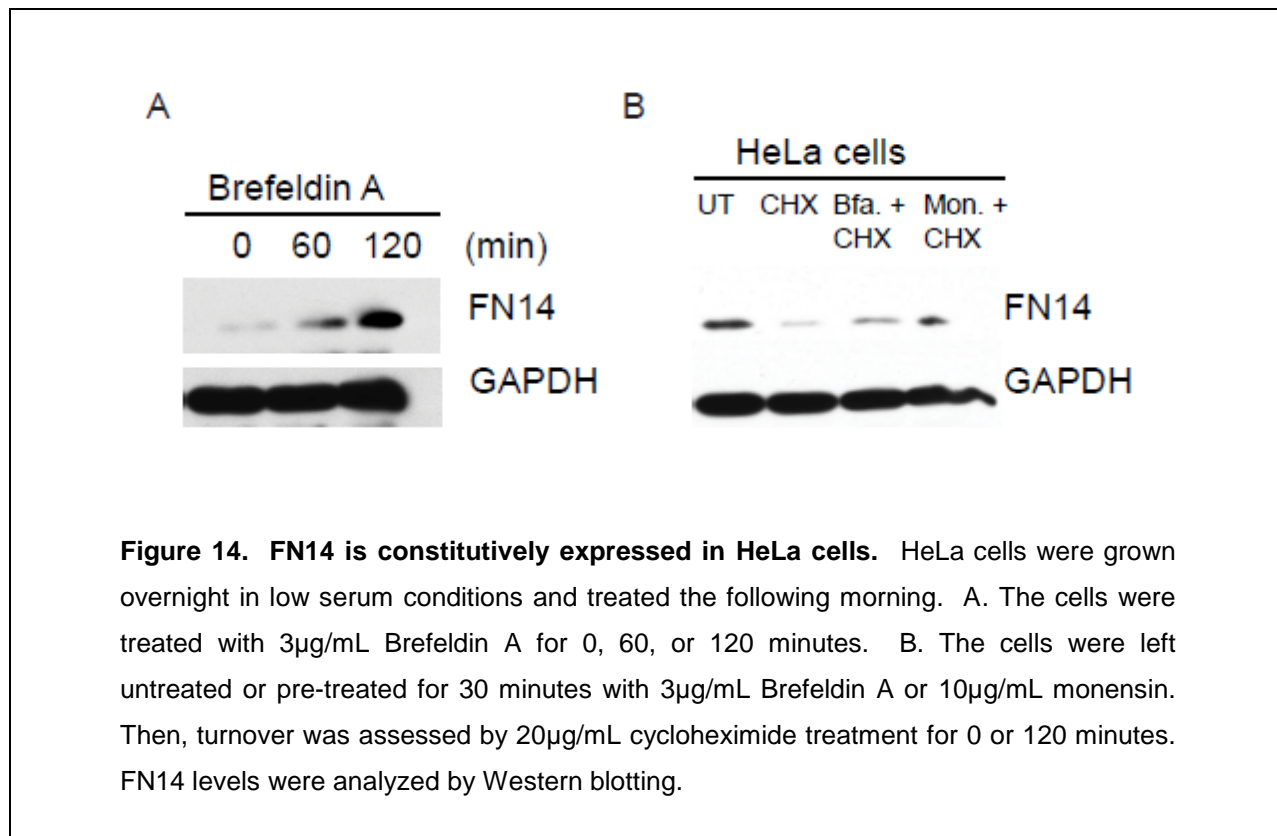 A
B
Brefeldin A
0 60 120 (min)
FN14
GAPDH
HeLa cells
UT CHX Bfa. + Mon. +
CHX CHX
FN14
GAPDH
Figure 14. FN14 is constitutively expressed in HeLa cells. HeLa cells were grown
overnight in low serum conditions and treated the following morning. A. The cells were
treated with 3µg/mL Brefeldin A for 0, 60, or 120 minutes. B. The cells were left
untreated or pre-treated for 30 minutes with 3µg/mL Brefeldin A or 10µg/mL monensin.
Then, turnover was assessed by 20µg/mL cycloheximide treatment for 0 or 120 minutes.
FN14 levels were analyzed by Western blotting.